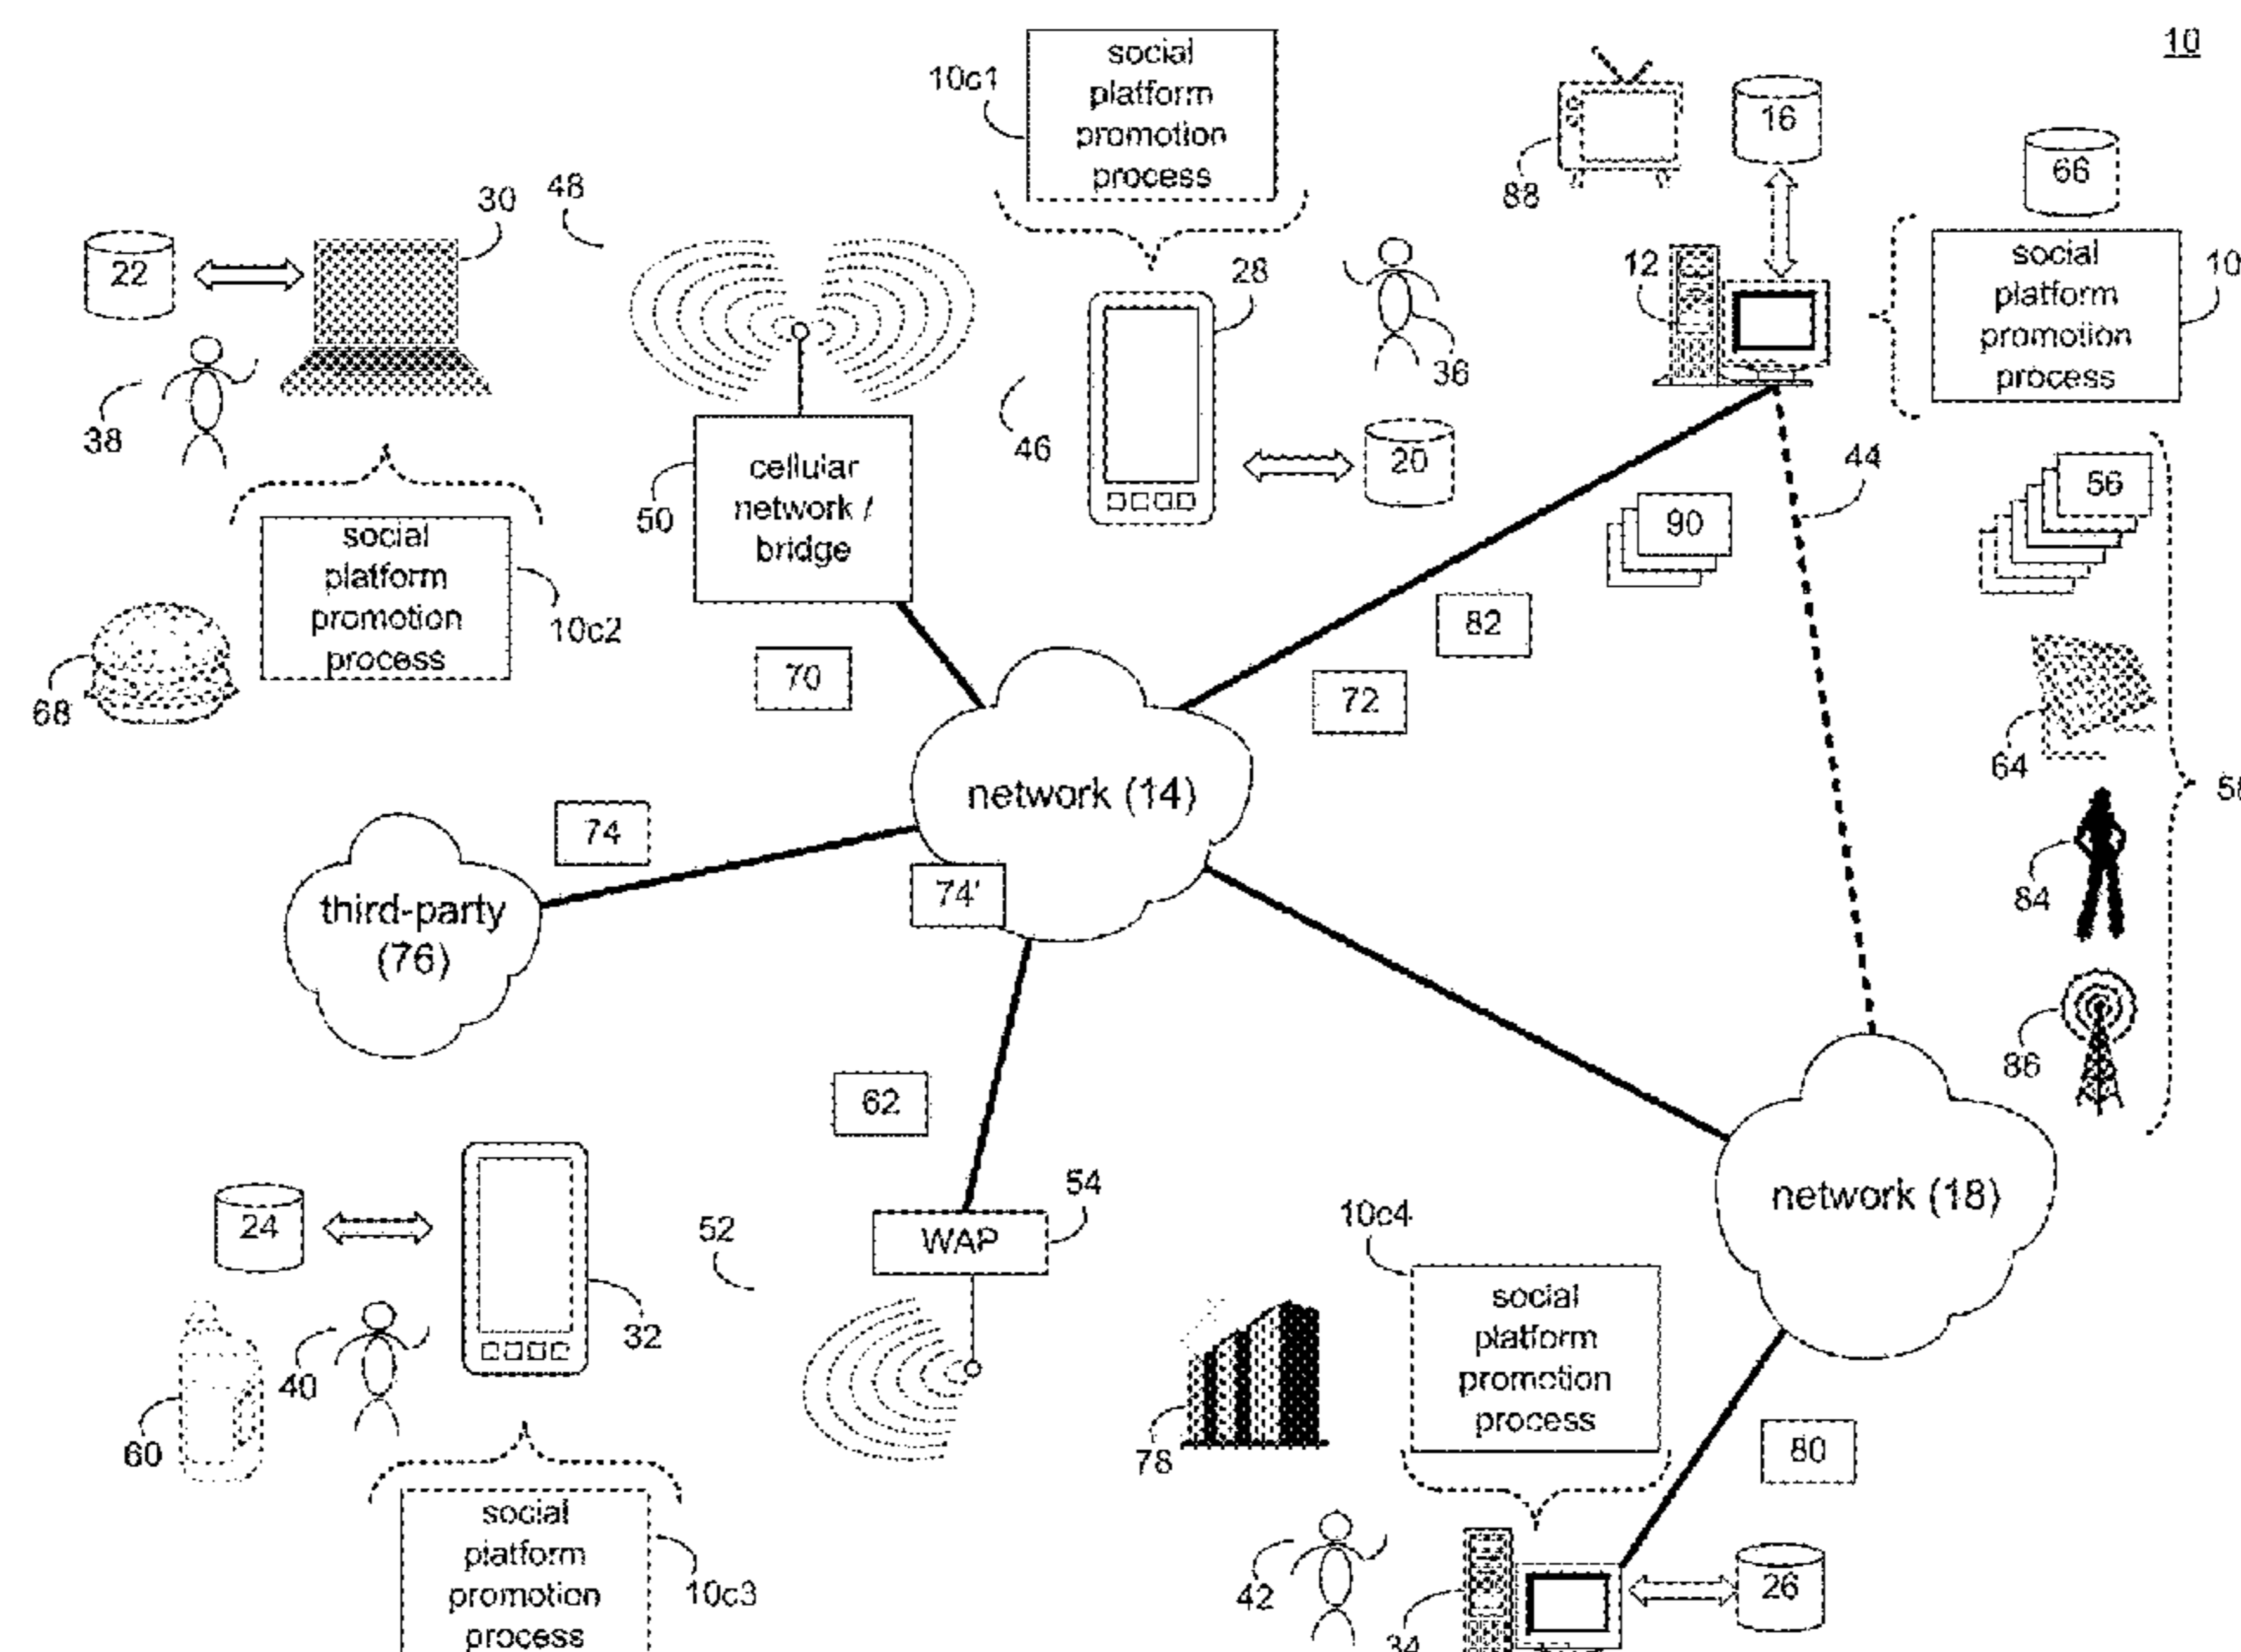 10
social
platform
promotion
process
10c1
88
16
66
48
30
22
28
12
social
platform
promotion
process
10
36
38
46
20
44
cellular
network /
bridge
50
56
90
social
platform
promotion
process
10c2
82
68
70
72
64
network (14)
74
74'
third-party
(76)
84
86
62
54
WAP
52
24
32
10c4
network (18)
social
platform
promotion
process
40
60
78
80
social
platform
promotion
process
10c3
42
34
26